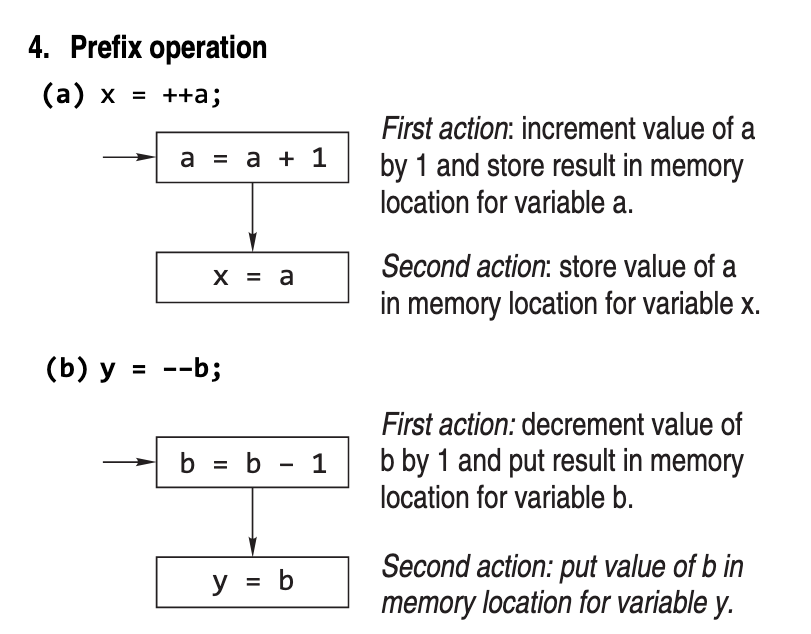 4. Prefix operation
(a) x = ++a;
First action: increment value of a
by 1 and store result in memory
location for variable a.
a = a + 1
Second action: store value of a
in memory location for variable x.
x = a
(b) y = --b;
First action: decrement value of
b by 1 and put result in memory
location for variable b.
b = b - 1
Second action: put value of b in
memory location for variable y.
y = b